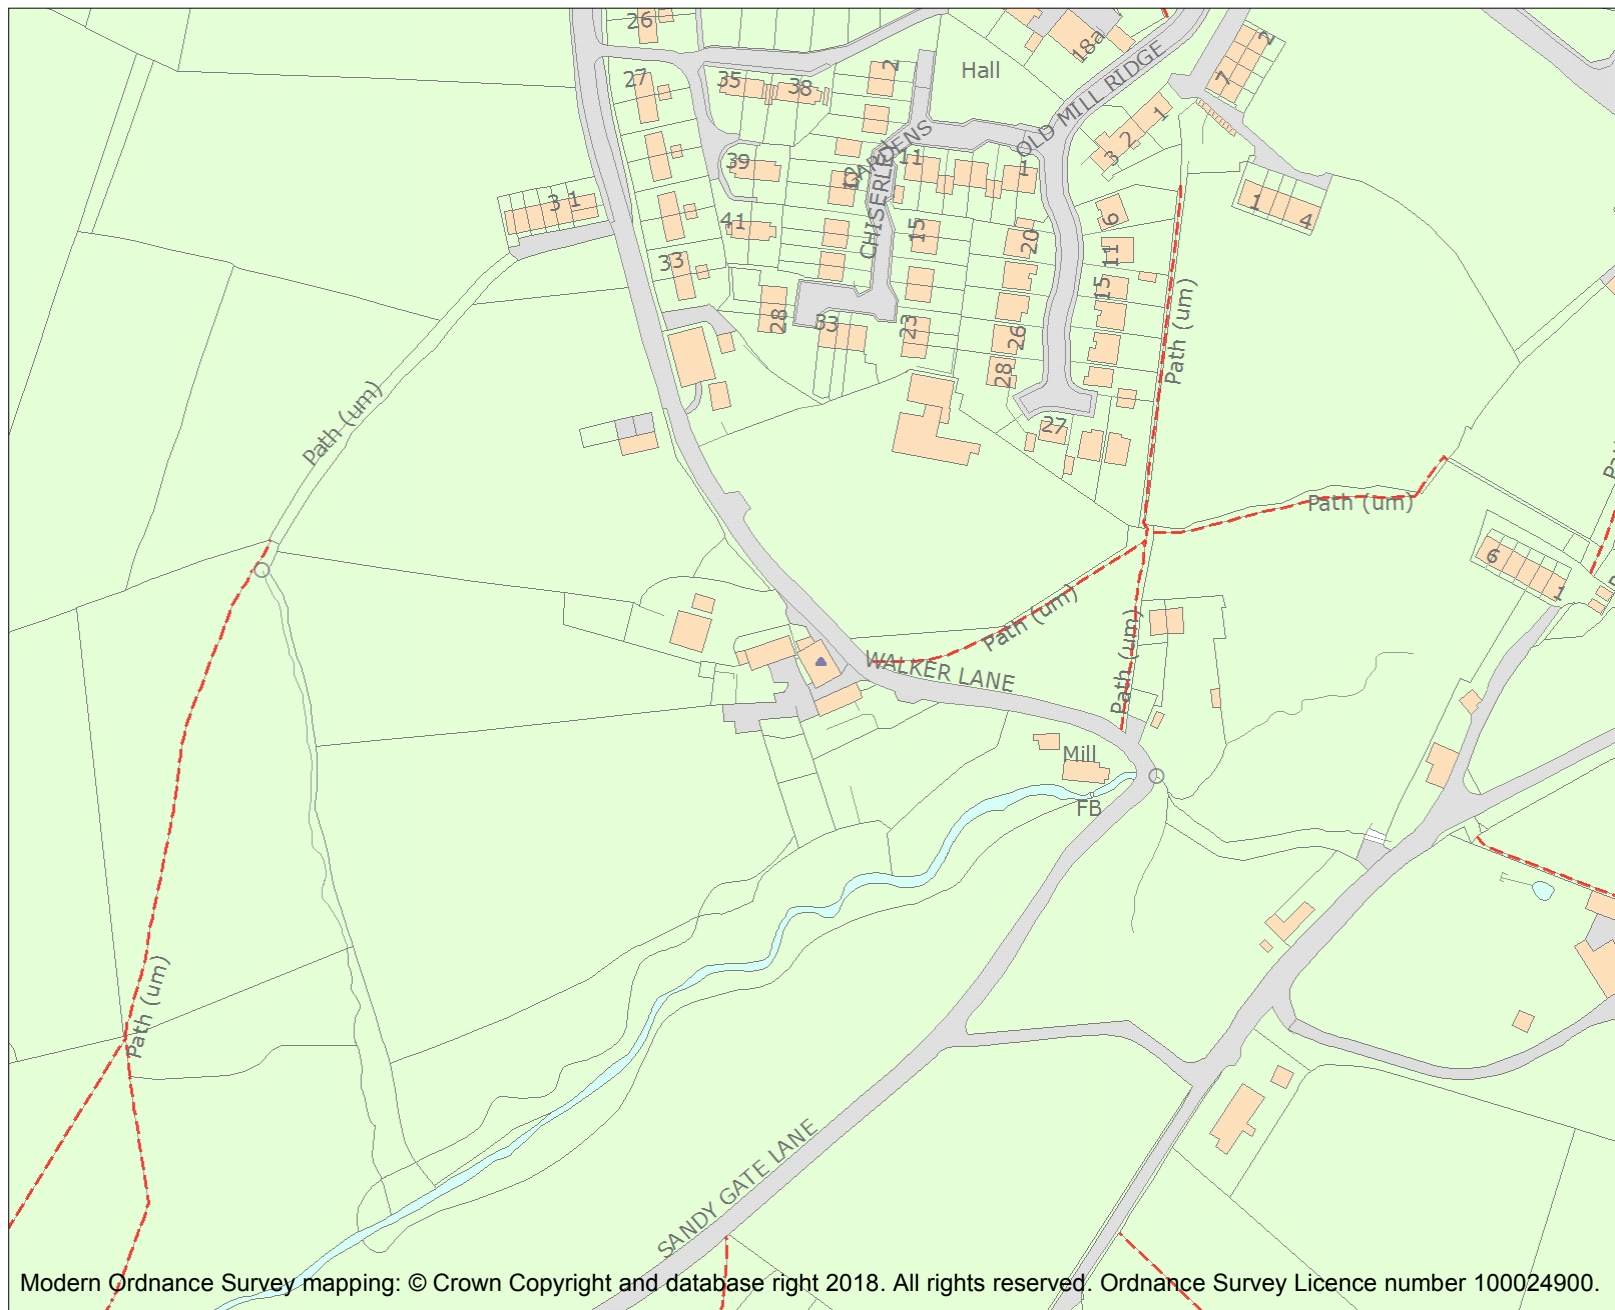 26
27
35
38
2
Hall
18a
OLD MILL RIDGE
2
7
1
2
3
39
GARDENS
11
12
1
3 1
41
CHISERLEY
15
20
6
11
15
1
4
33
28
33
23
26
28
27
Path (um)
Path (um)
Path (um)
6
1
Path (um)
Path (um)
WALKER LANE
Mill
FB
Path (um)
SANDY GATE LANE
Modern Ordnance Survey mapping: © Crown Copyright and database right 2018. All rights reserved. Ordnance Survey Licence number 100024900.